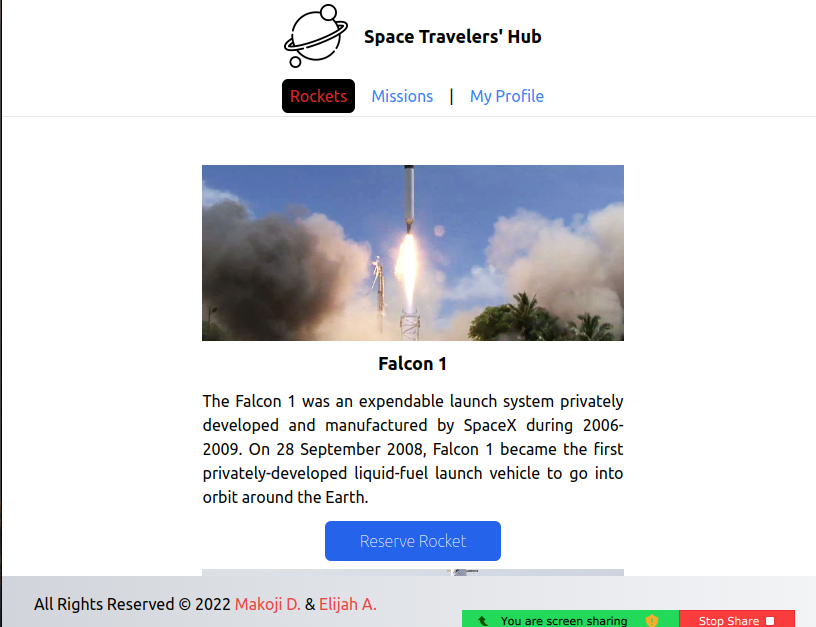 Space Travelers' Hub
Rockets Missions | My Profile
Falcon 1
The Falcon 1 was an expendable launch system privately
developed and manufactured by SpaceX during 2006-
2009. On 28 September 2008, Falcon 1 became the first
privately-developed liquid-fuel launch vehicle to go into
orbit around the Earth.
Reserve Rocket
All Rights Reserved © 2022 Makoji D. & Elijah A.
You are screen sharing Stop Share